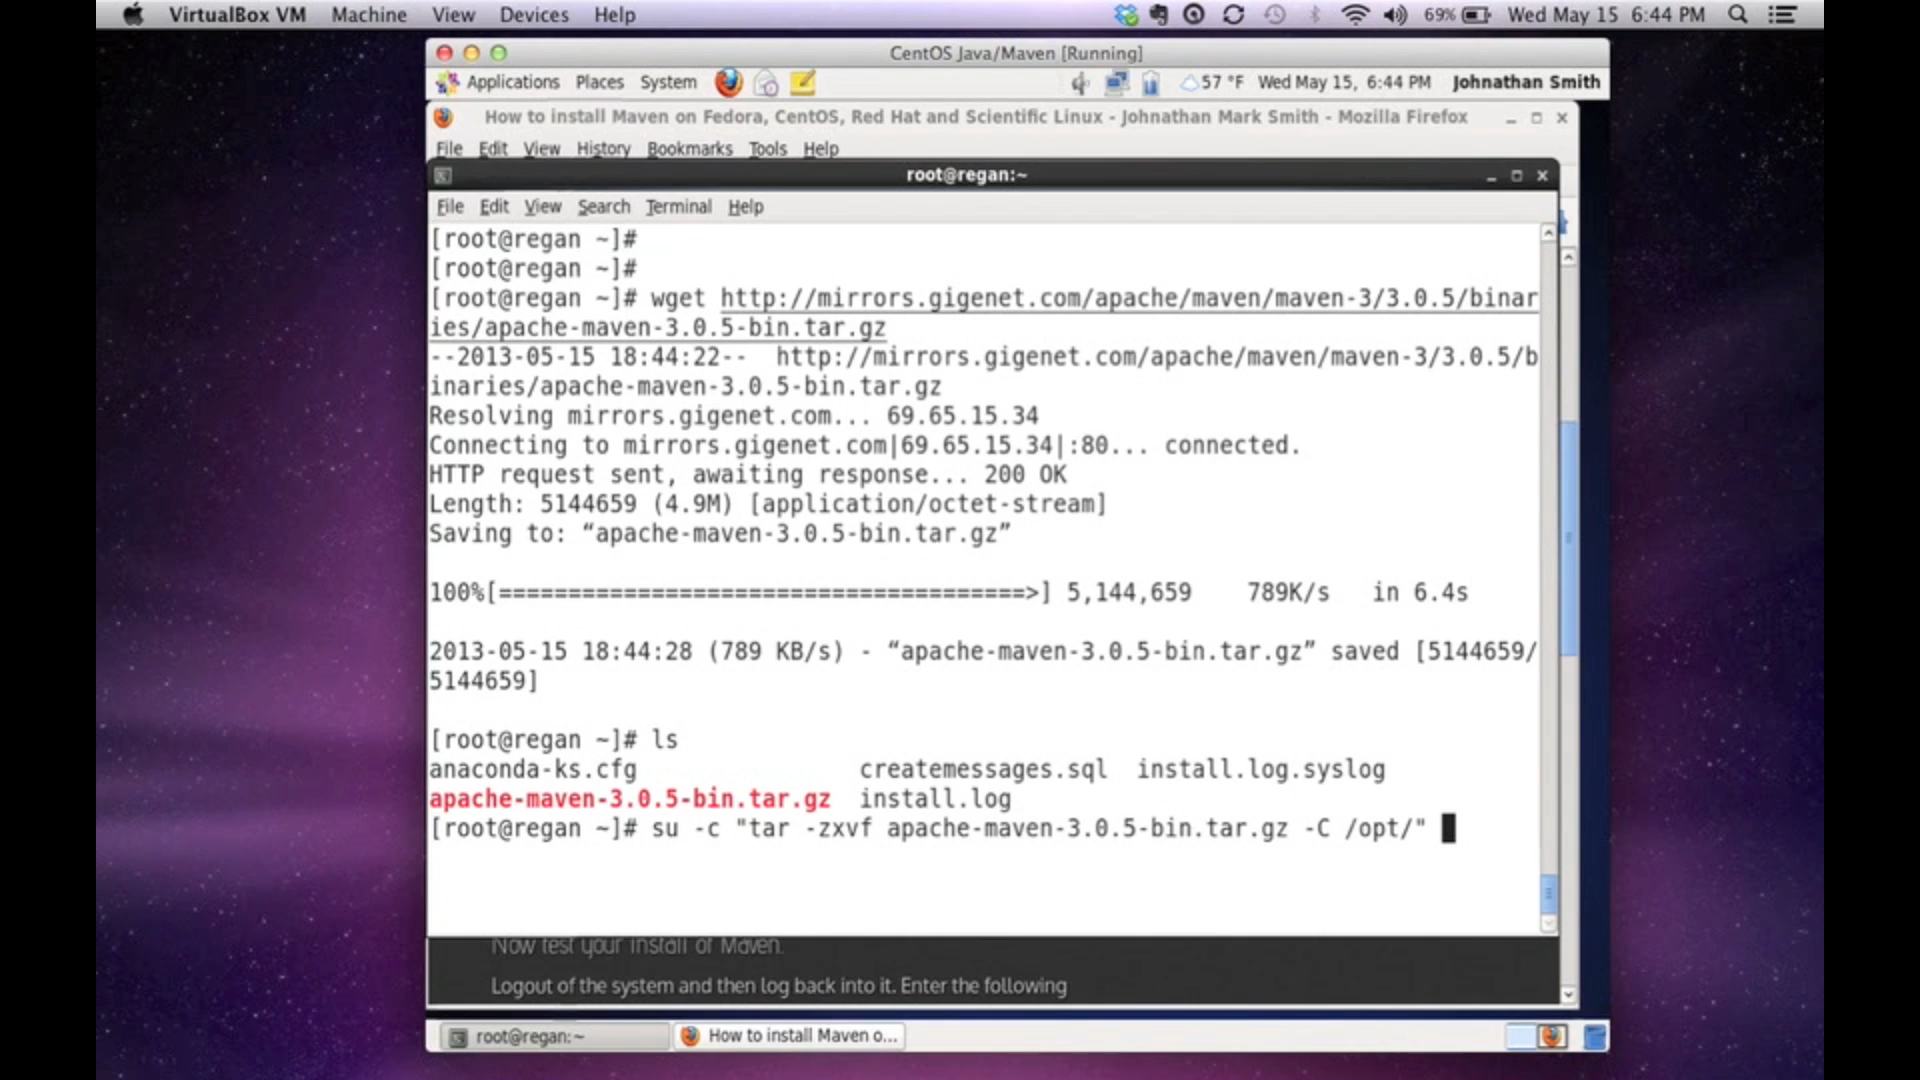 VirtualBox VM Machine View Devices Help 69% Wed May 15 6:44 PM
CentOS Java/Maven [Running]
Applications Places System 57 °F Wed May 15, 6:44 PM Johnathan Smith
How to install Maven on Fedora, CentOS, Red Hat and Scientific Linux - Johnathan Mark Smith - Mozilla Firefox
File Edit View History Bookmarks Tools Help
root@regan:~
File Edit View Search Terminal Help
[root@regan ~]#
[root@regan ~]#
[root@regan ~]# wget http://mirrors.gigenet.com/apache/maven/maven-3/3.0.5/binar
ies/apache-maven-3.0.5-bin.tar.gz
--2013-05-15 18:44:22--  http://mirrors.gigenet.com/apache/maven/maven-3/3.0.5/b
inaries/apache-maven-3.0.5-bin.tar.gz
Resolving mirrors.gigenet.com... 69.65.15.34
Connecting to mirrors.gigenet.com|69.65.15.34|:80... connected.
HTTP request sent, awaiting response... 200 OK
Length: 5144659 (4.9M) [application/octet-stream]
Saving to: “apache-maven-3.0.5-bin.tar.gz”
100%[======================================>] 5,144,659    789K/s   in 6.4s
2013-05-15 18:44:28 (789 KB/s) - “apache-maven-3.0.5-bin.tar.gz” saved [5144659/
5144659]
[root@regan ~]# ls
anaconda-ks.cfg                createmessages.sql  install.log.syslog
apache-maven-3.0.5-bin.tar.gz  install.log
[root@regan ~]# su -c "tar -zxvf apache-maven-3.0.5-bin.tar.gz -C /opt/"
Now test your install of Maven.
Logout of the system and then log back into it. Enter the following
root@regan:~ How to install Maven o...